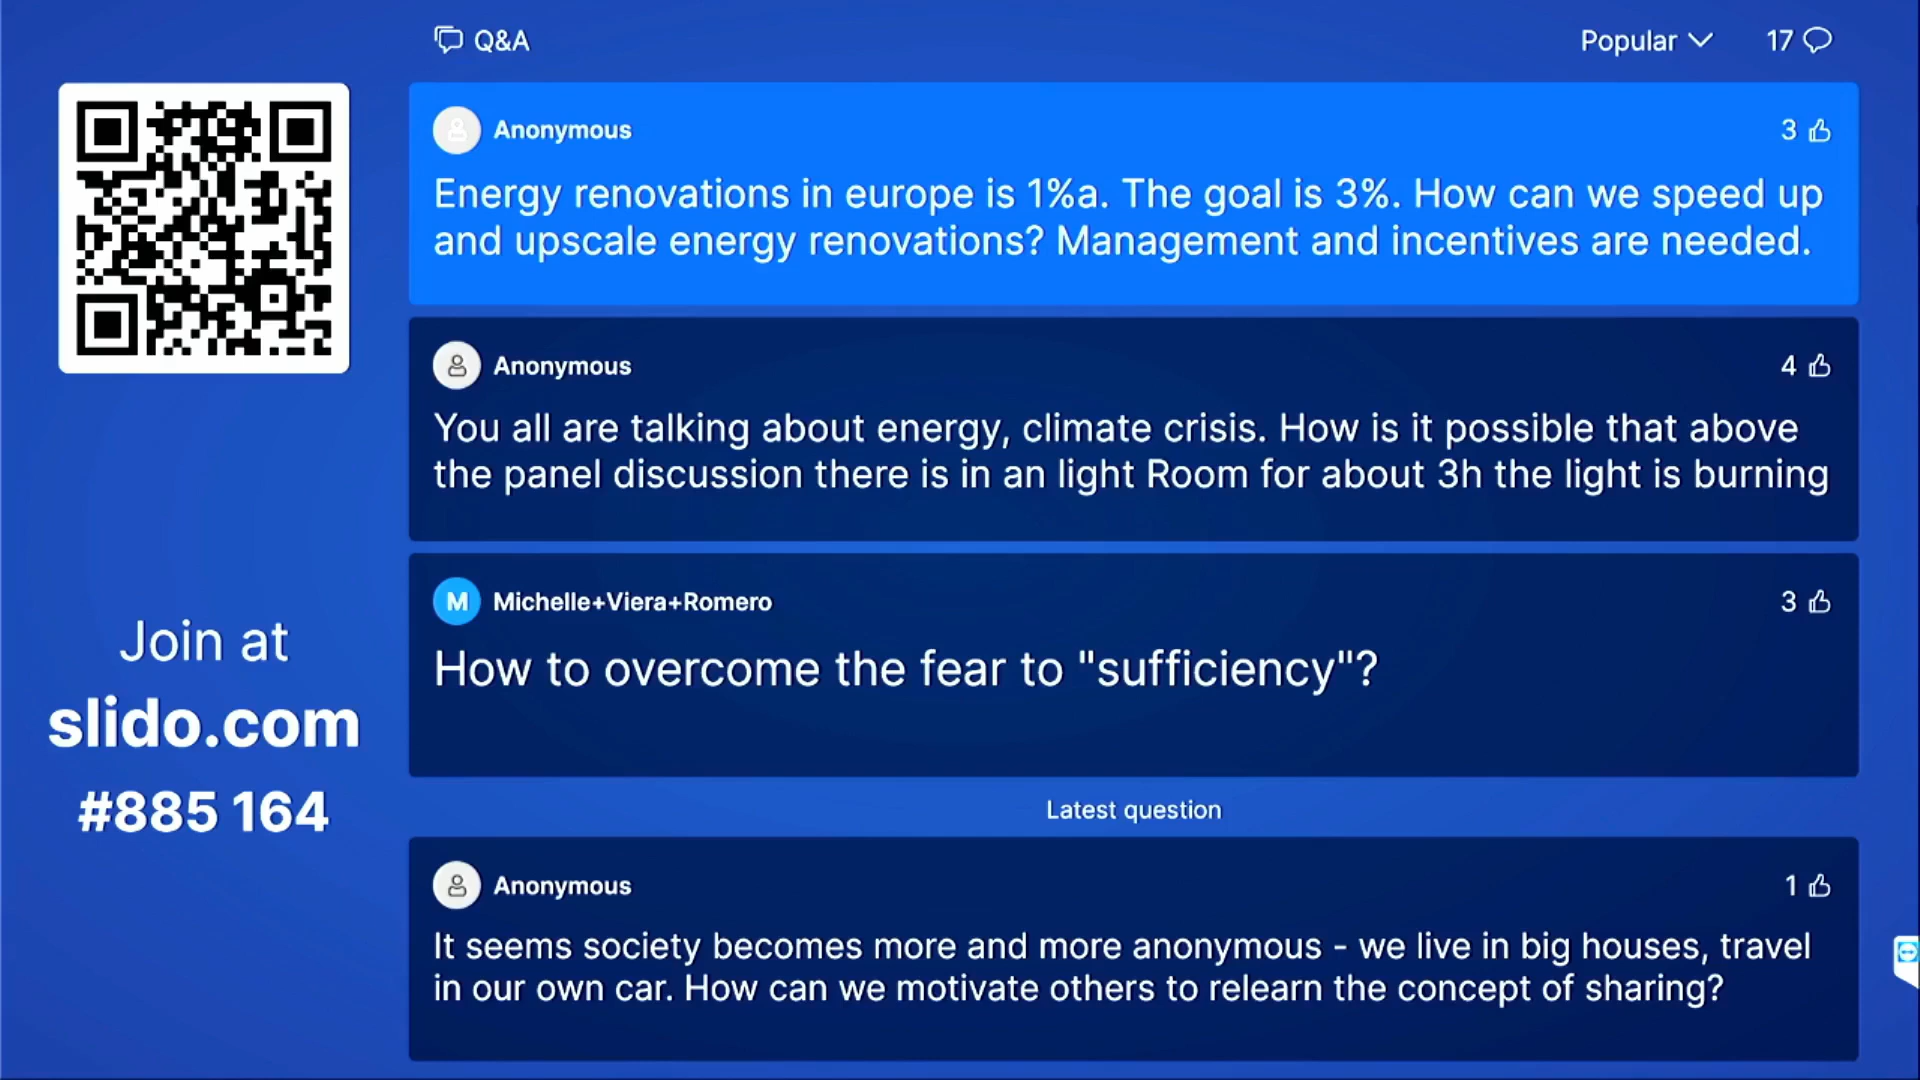 Q&A
Popular
17
Anonymous
3
Energy renovations in europe is 1%a. The goal is 3%. How can we speed up
and upscale energy renovations? Management and incentives are needed.
Anonymous
4
You all are talking about energy, climate crisis. How is it possible that above
the panel discussion there is in an light Room for about 3h the light is burning
M
Michelle+Viera+Romero
3
How to overcome the fear to "sufficiency"?
Latest question
Anonymous
1
It seems society becomes more and more anonymous - we live in big houses, travel
in our own car. How can we motivate others to relearn the concept of sharing?
Join at
slido.com
#885 164